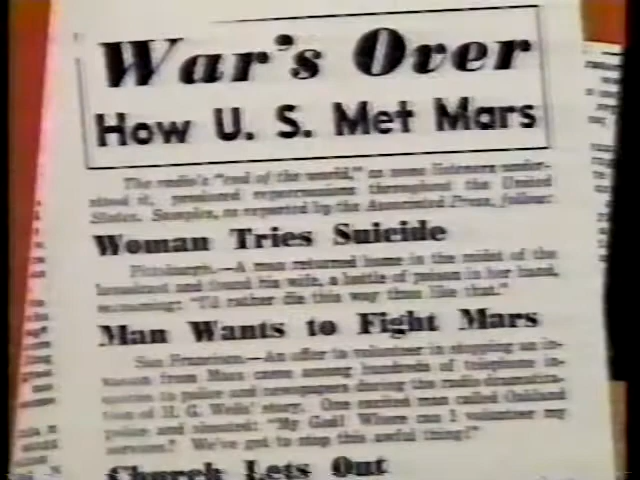 War's Over
How U. S. Met Mars
The radio's "end of the world," as some listeners under-
stood it, produced repercussions throughout the United
States. Samples, as reported by the Associated Press, follow:
Woman Tries Suicide
Pittsburgh.—A man returned home in the midst of the
broadcast and found his wife, a bottle of poison in her hand,
screaming: "I'd rather die this way than like that."
Man Wants to Fight Mars
San Francisco.—An offer to volunteer in stopping an in-
vasion from Mars came among hundreds of telephone in-
quiries to police and newspapers during the radio dramatiza-
tion of H. G. Wells' story. One excited man called Oakland
police and shouted: "My God! Where can I volunteer my
services? We've got to stop this awful thing!"
Church Lets Out